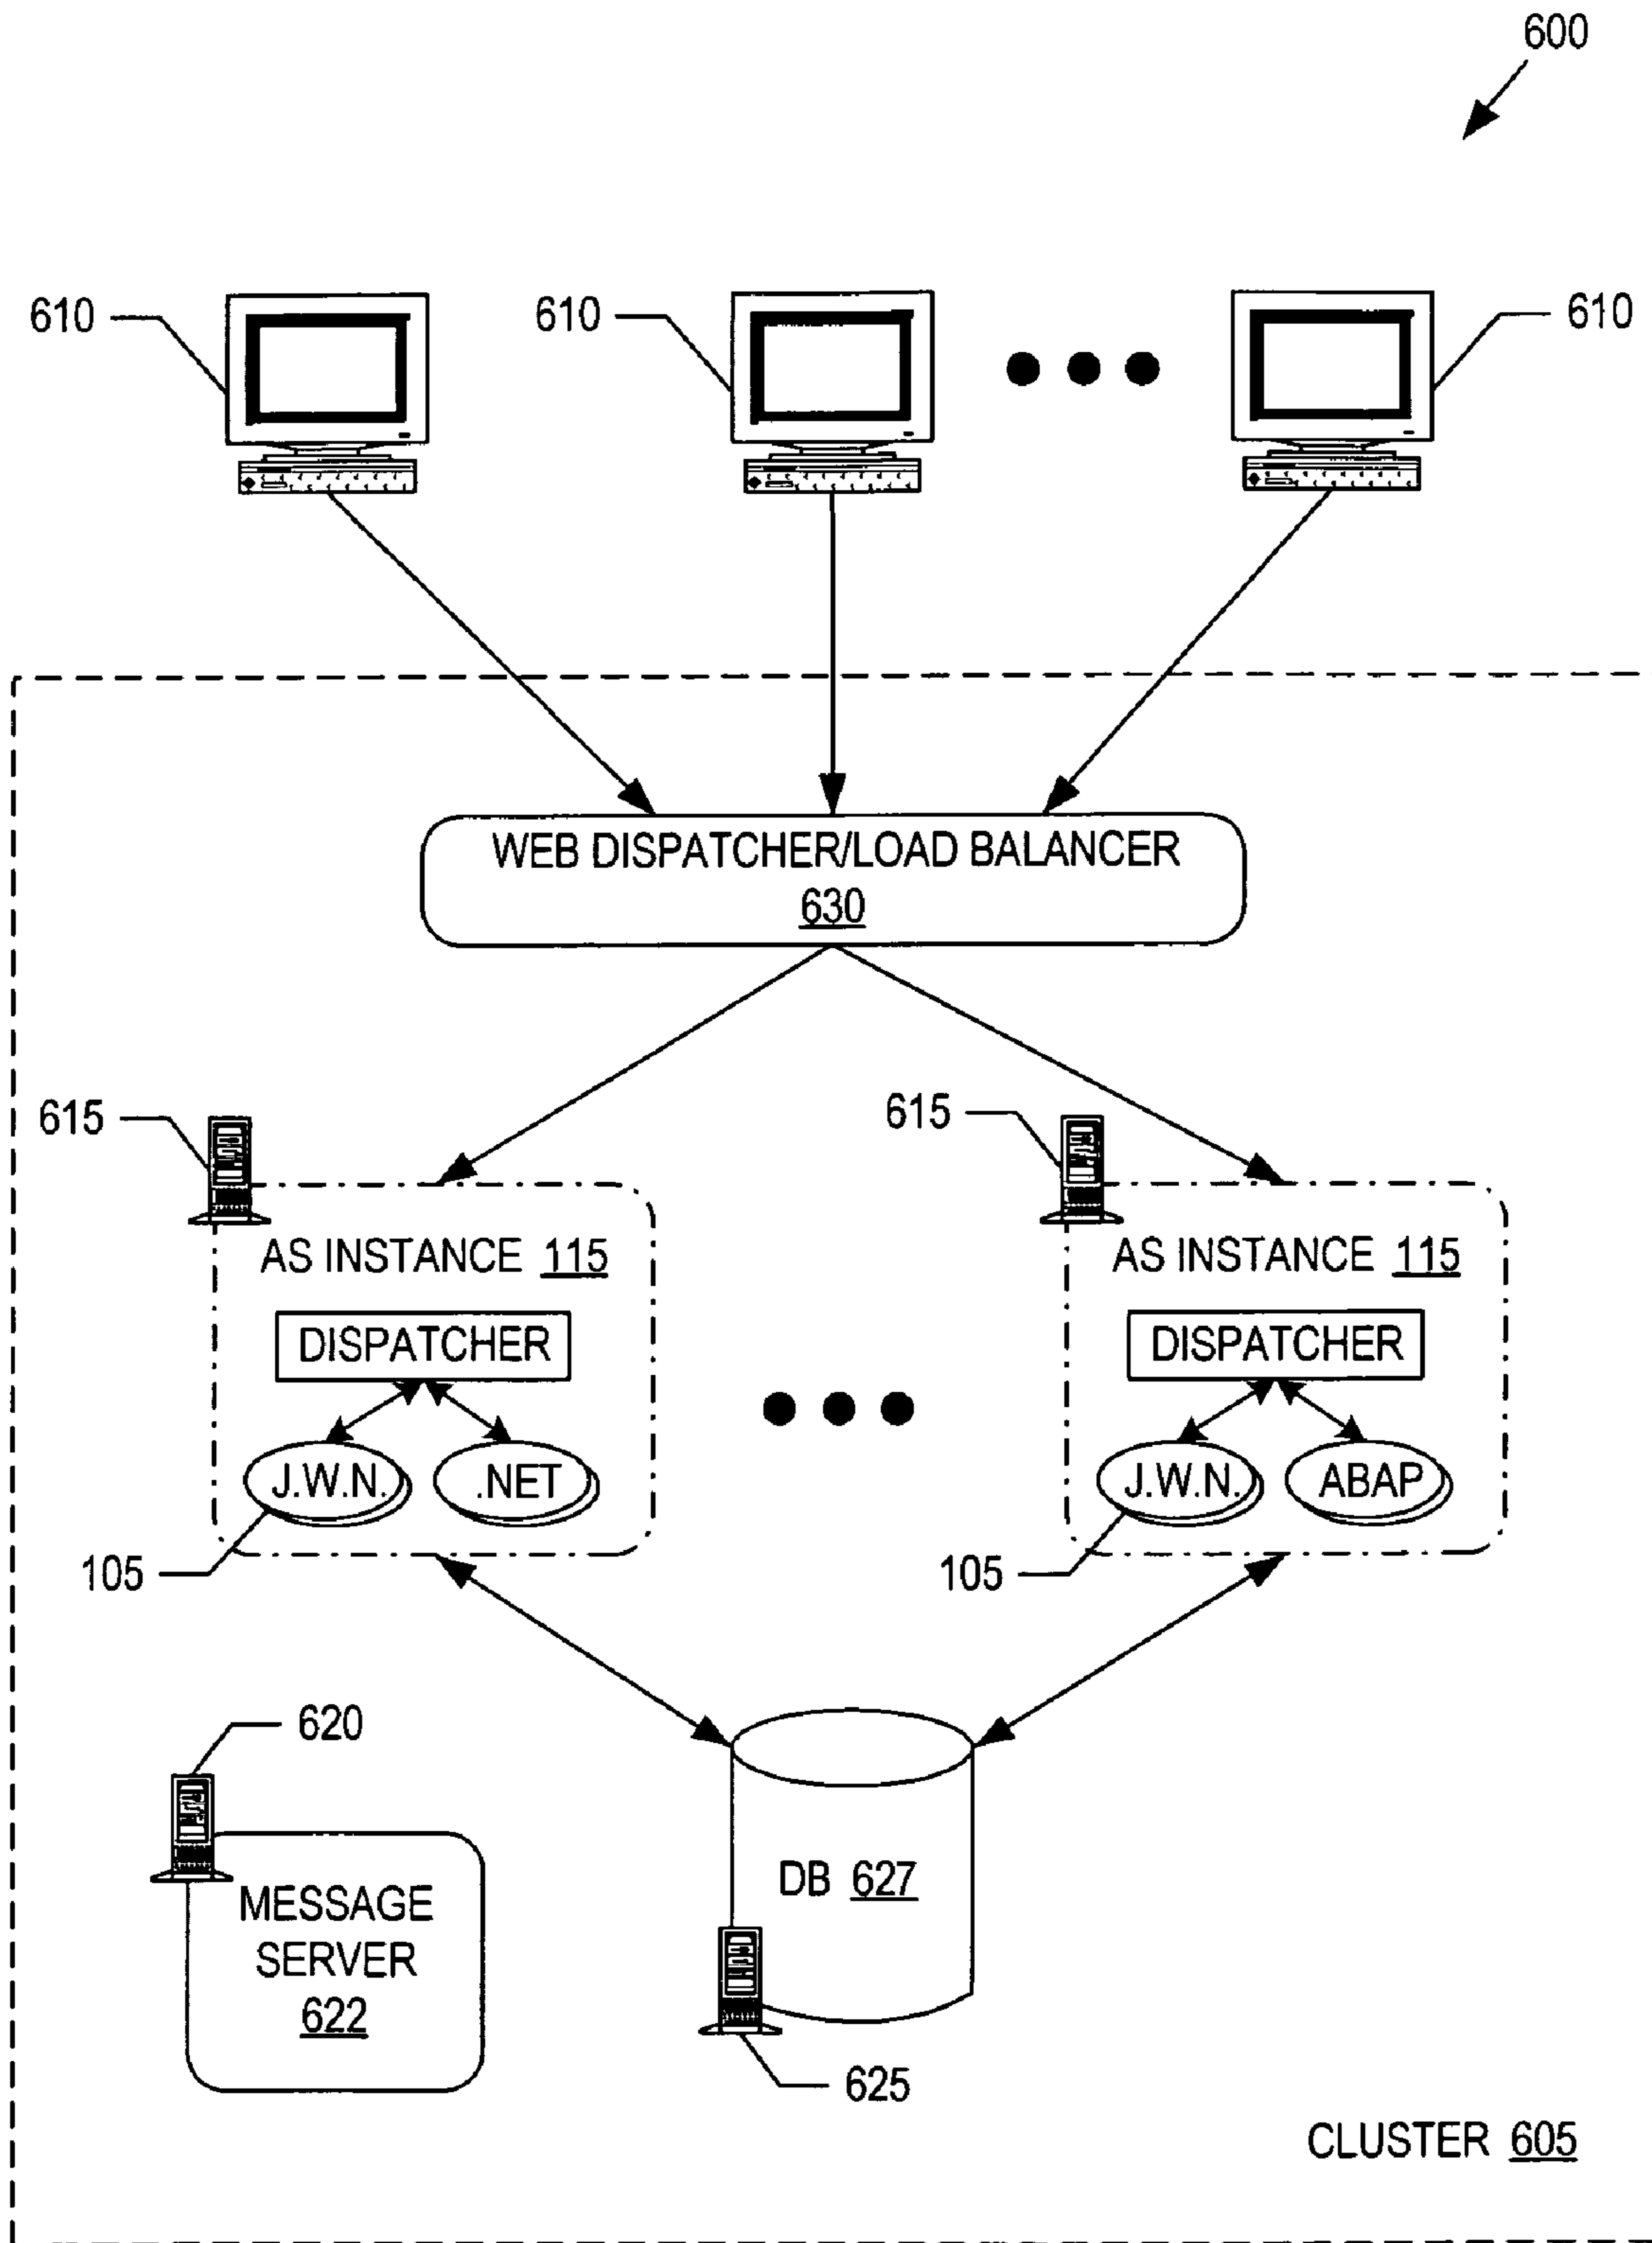 600
610
610
610
WEB DISPATCHER/LOAD BALANCER
630
615
615
AS INSTANCE 115
AS INSTANCE 115
DISPATCHER
DISPATCHER
J.W.N.
.NET
J.W.N.
ABAP
105
105
620
MESSAGE
SERVER
622
DB 627
625
CLUSTER 605